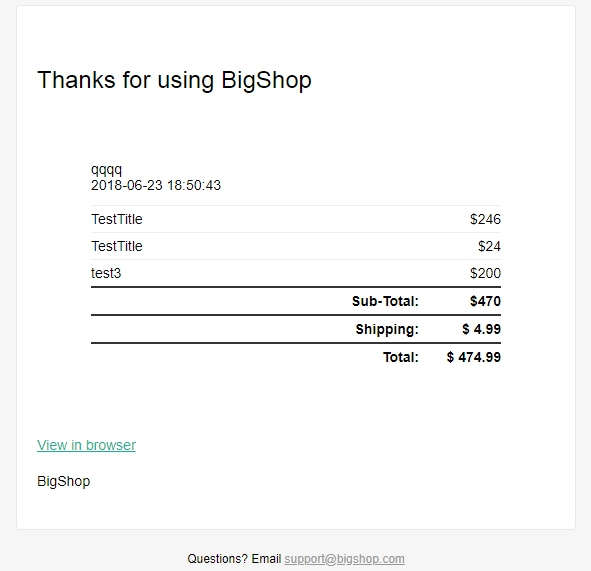 Thanks for using BigShop
qqqq
2018-06-23 18:50:43
TestTitle $246
TestTitle $24
test3 $200
Sub-Total: $470
Shipping: $ 4.99
Total: $ 474.99
View in browser
BigShop
Questions? Email support@bigshop.com